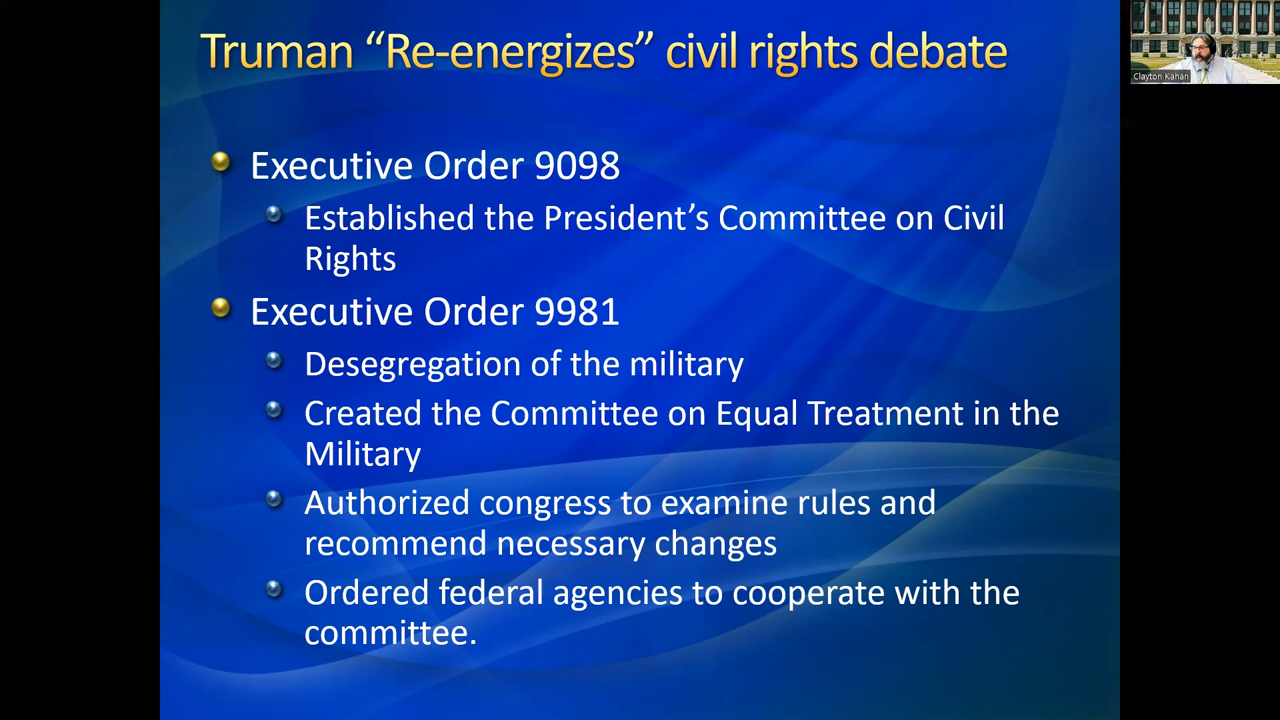 Truman “Re-energizes” civil rights debate
Clayton Kahan
Executive Order 9098
Established the President’s Committee on Civil
Rights
Executive Order 9981
Desegregation of the military
Created the Committee on Equal Treatment in the
Military
Authorized congress to examine rules and
recommend necessary changes
Ordered federal agencies to cooperate with the
committee.